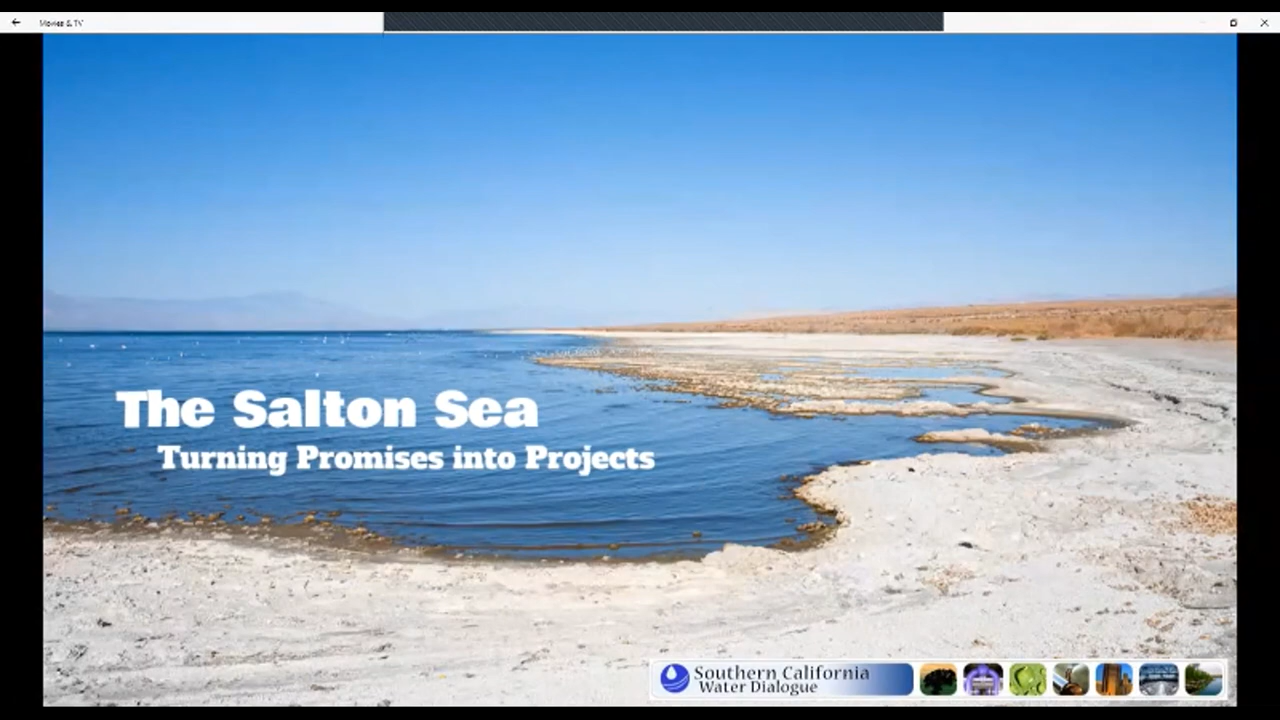 Movies & TV
The Salton Sea
Turning Promises into Projects
Southern California
Water Dialogue